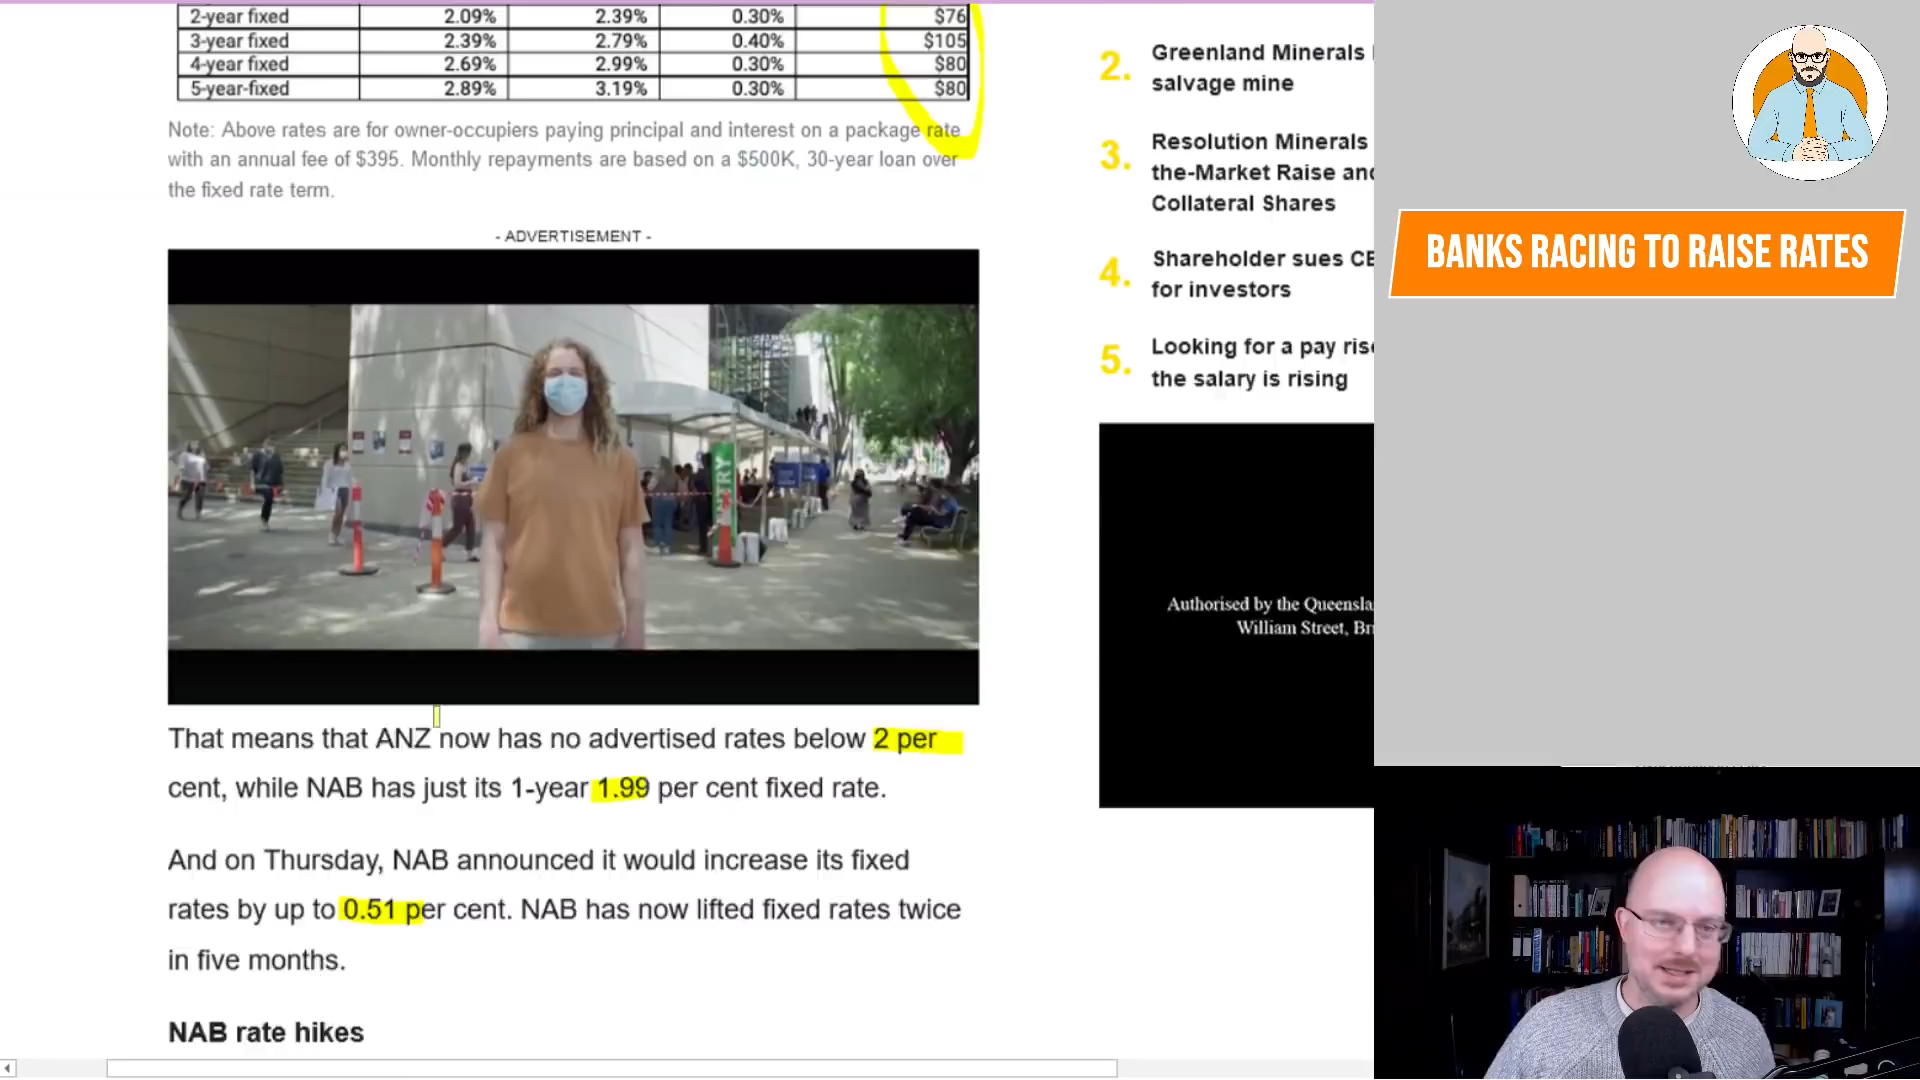 2-year fixed 2.09% 2.39% 0.30% $76
3-year fixed 2.39% 2.79% 0.40% $105
4-year fixed 2.69% 2.99% 0.30% $80
5-year-fixed 2.89% 3.19% 0.30% $80
Note: Above rates are for owner-occupiers paying principal and interest on a package rate
with an annual fee of $395. Monthly repayments are based on a $500K, 30-year loan over
the fixed rate term.
- ADVERTISEMENT -
ENTRY
That means that ANZ now has no advertised rates below 2 per
cent, while NAB has just its 1-year 1.99 per cent fixed rate.
And on Thursday, NAB announced it would increase its fixed
rates by up to 0.51 per cent. NAB has now lifted fixed rates twice
in five months.
NAB rate hikes
2. Greenland Minerals
salvage mine
3. Resolution Minerals
the-Market Raise and
Collateral Shares
4. Shareholder sues
for investors
5. Looking for a pay
the salary is rising
Authorised by the
William Street,
BANKS RACING TO RAISE RATES